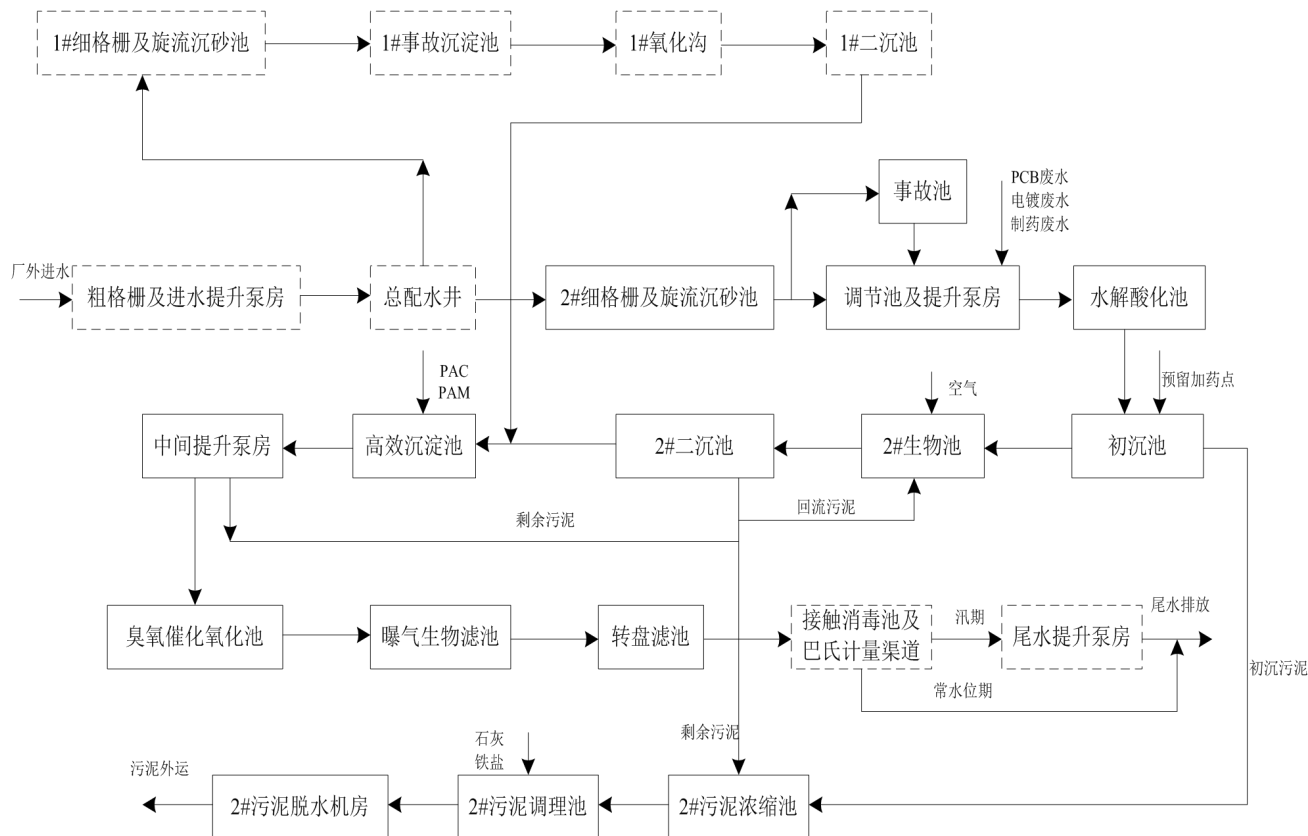 1#细格栅及旋流沉砂池
1#事故沉淀池
1#氧化沟
1#二沉池
PCB废水
电镀废水
制药废水
事故池
厂外进水
粗格栅及进水提升泵房
总配水井
2#细格栅及旋流沉砂池
调节池及提升泵房
水解酸化池
PAC
PAM
空气
预留加药点
中间提升泵房
高效沉淀池
2#二沉池
2#生物池
初沉池
回流污泥
剩余污泥
臭氧催化氧化池
曝气生物滤池
转盘滤池
接触消毒池及
巴氏计量渠道
汛期
尾水提升泵房
尾水排放
初沉污泥
常水位期
剩余污泥
石灰
铁盐
污泥外运
2#污泥脱水机房
2#污泥调理池
2#污泥浓缩池